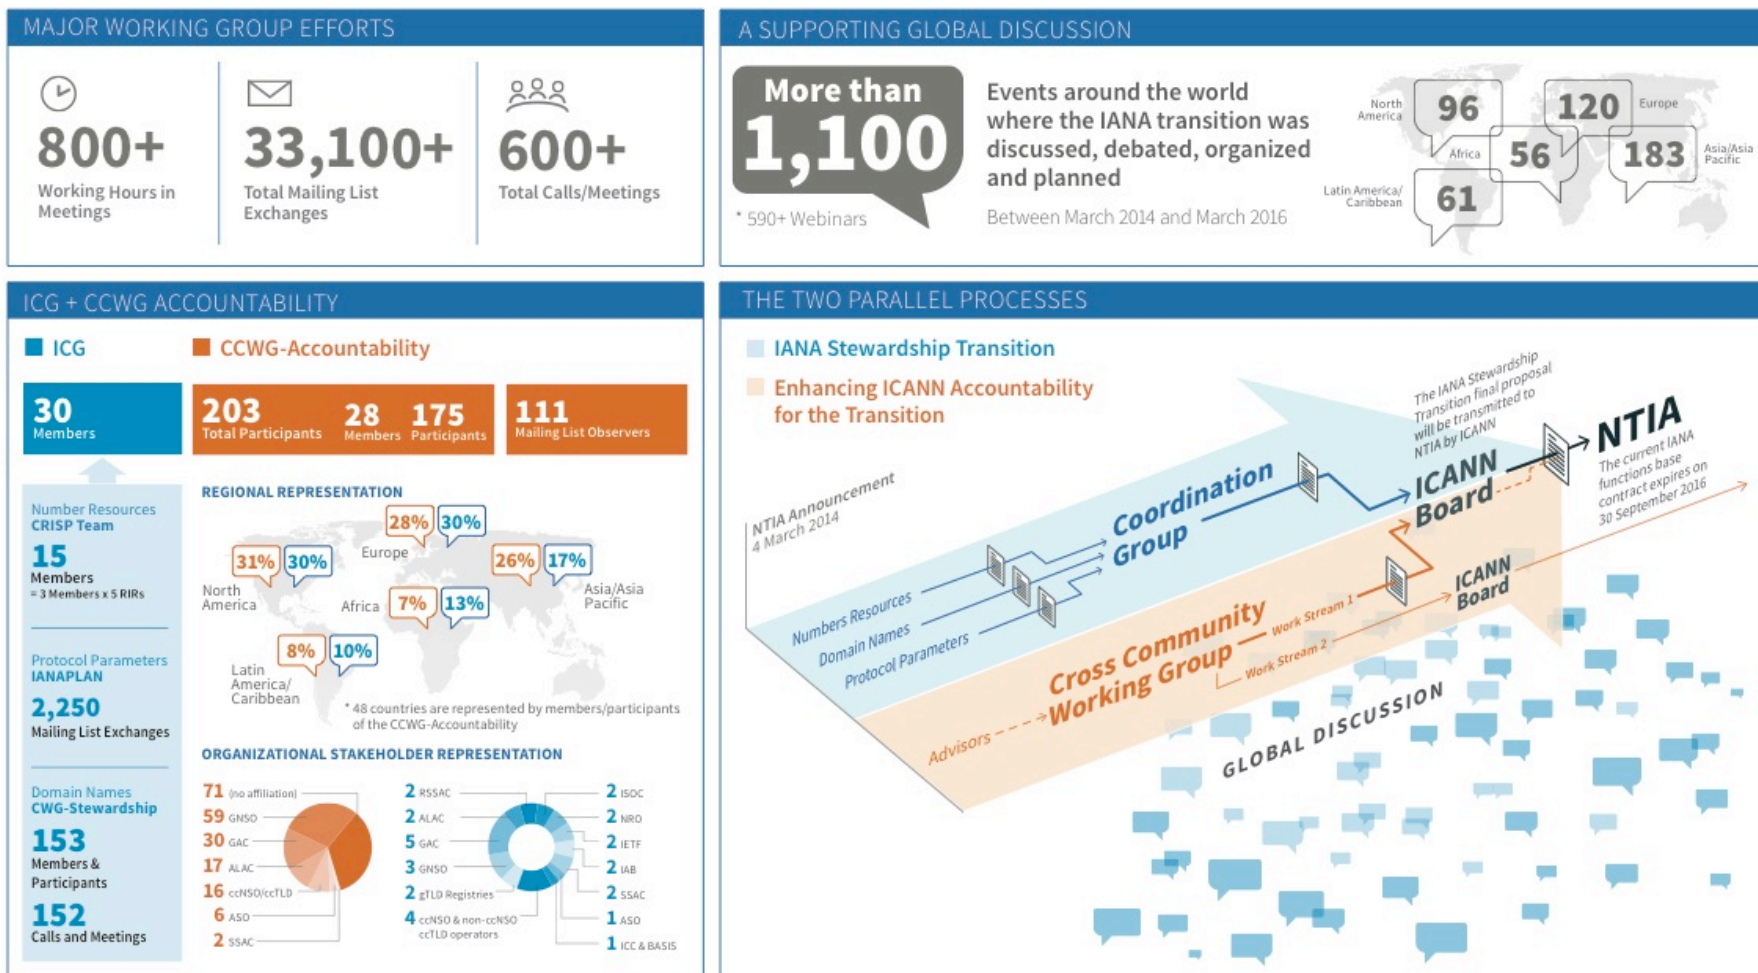 MAJOR WORKING GROUP EFFORTS
800+
Working Hours in
Meetings
33,100+
Total Mailing List
Exchanges
600+
Total Calls/Meetings
A SUPPORTING GLOBAL DISCUSSION
More than
1,100
* 590+ Webinars
Events around the world
where the IANA transition was
discussed, debated, organized
and planned
Between March 2014 and March 2016
North
America
96
120
Europe
Africa
56
183
Asia/Asia
Pacific
Latin America/
Caribbean
61
ICG + CCWG ACCOUNTABILITY
ICG
CCWG-Accountability
30
Members
203
Total Participants
28
Members
175
Participants
111
Mailing List Observers
Number Resources
CRISP Team
15
Members
= 3 Members x 5 RIRs
Protocol Parameters
IANAPLAN
2,250
Mailing List Exchanges
Domain Names
CWG-Stewardship
153
Members &
Participants
152
Calls and Meetings
REGIONAL REPRESENTATION
28% 30%
Europe
31% 30%
North
America
26% 17%
Asia/Asia
Pacific
Africa
7% 13%
8% 10%
Latin
America/
Caribbean
* 48 countries are represented by members/participants
of the CCWG-Accountability
ORGANIZATIONAL STAKEHOLDER REPRESENTATION
71 (no affiliation)
59 GNSO
30 GAC
17 ALAC
16 ccNSO/ccTLD
6 ASO
2 SSAC
2 RSSAC
2 ALAC
5 GAC
3 GNSO
2 gTLD Registries
4 ccNSO & non-ccNSO
ccTLD operators
2 ISOC
2 NRO
2 IETF
2 IAB
2 SSAC
1 ASO
1 ICC & BASIS
THE TWO PARALLEL PROCESSES
IANA Stewardship Transition
Enhancing ICANN Accountability
for the Transition
NTIA Announcement
4 March 2014
Numbers Resources
Domain Names
Protocol Parameters
Coordination
Group
The IANA Stewardship
Transition final proposal
will be transmitted to
NTIA by ICANN
ICANN
Board
NTIA
The current IANA
functions base
contract expires on
30 September 2016
Advisors
Cross Community
Working Group
Work Stream 1
Work Stream 2
ICANN
Board
GLOBAL DISCUSSION